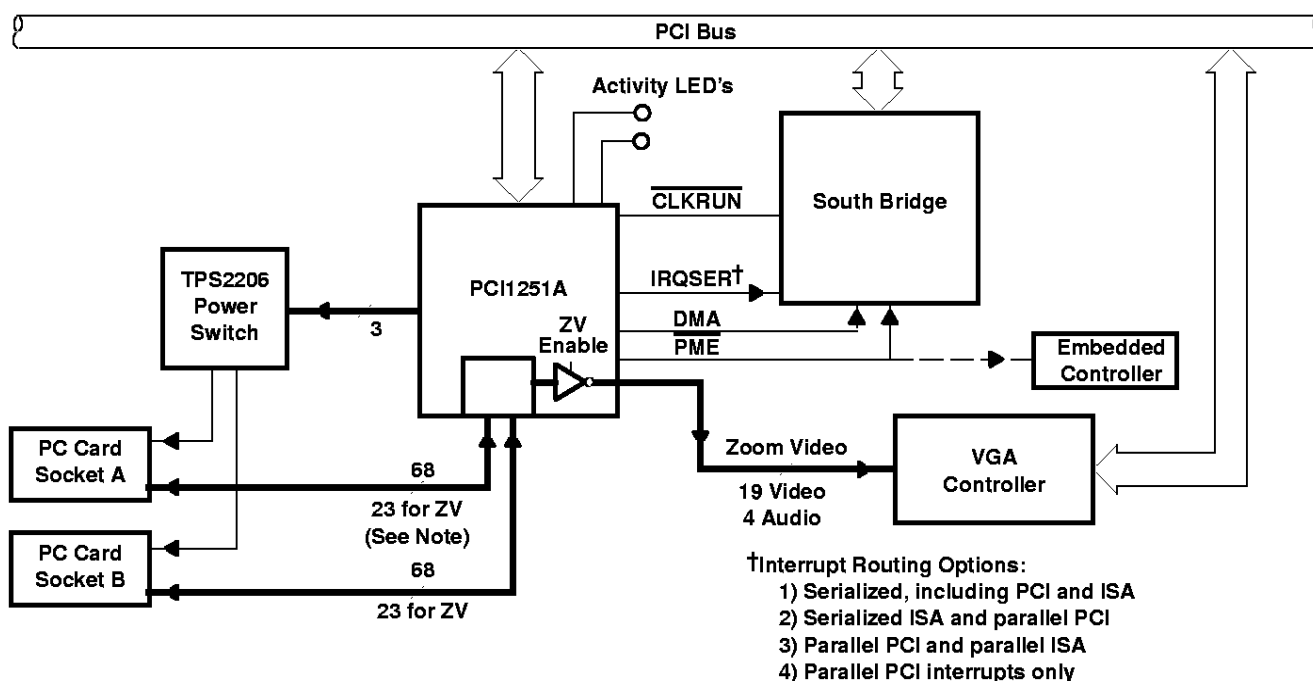 PCI Bus
Activity LED's
CLKRUN
South Bridge
TPS2206
Power
Switch
3
PCI1251A
IRQSER†
DMA
PME
ZV
Enable
Embedded
Controller
PC Card
Socket A
68
23 for ZV
(See Note)
Zoom Video
19 Video
4 Audio
VGA
Controller
PC Card
Socket B
68
23 for ZV
†Interrupt Routing Options:
1) Serialized, including PCI and ISA
2) Serialized ISA and parallel PCI
3) Parallel PCI and parallel ISA
4) Parallel PCI interrupts only